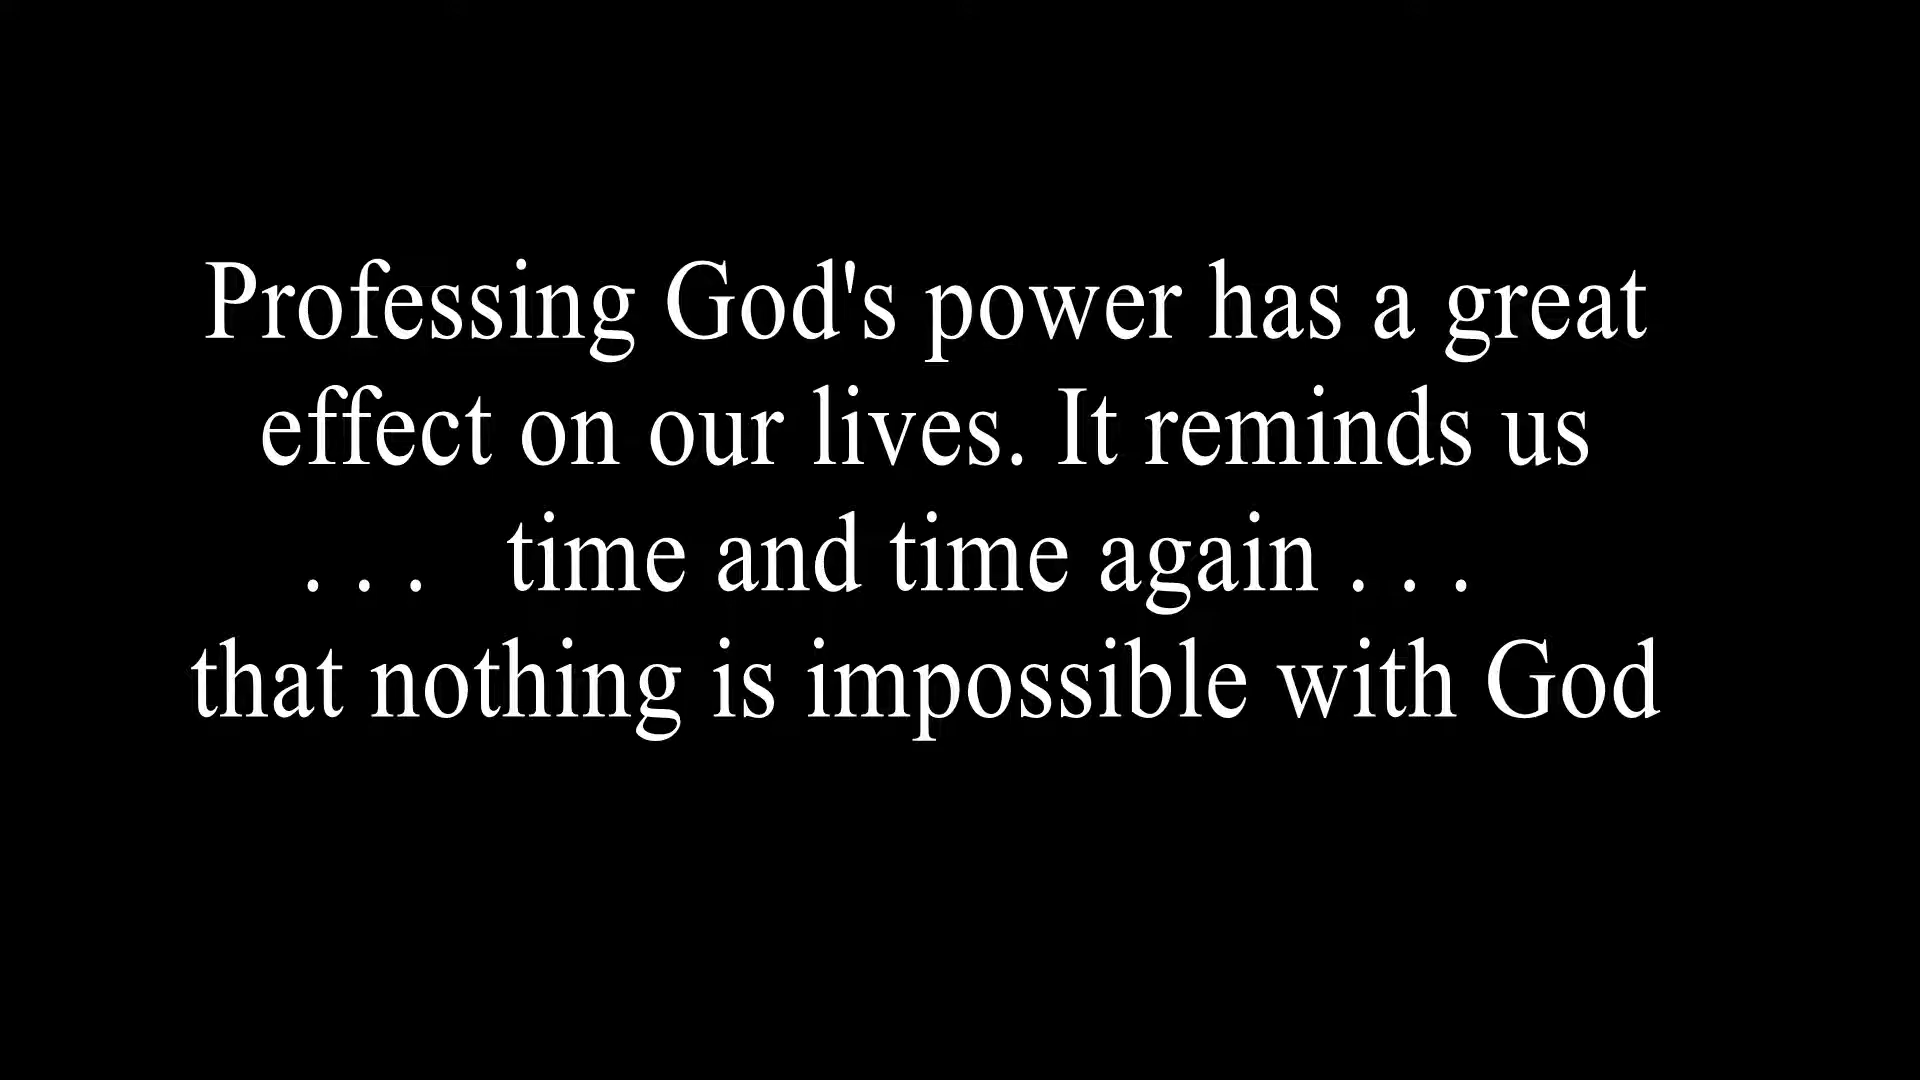 Professing God's power has a great
effect on our lives. It reminds us
. . .   time and time again . . .
that nothing is impossible with God